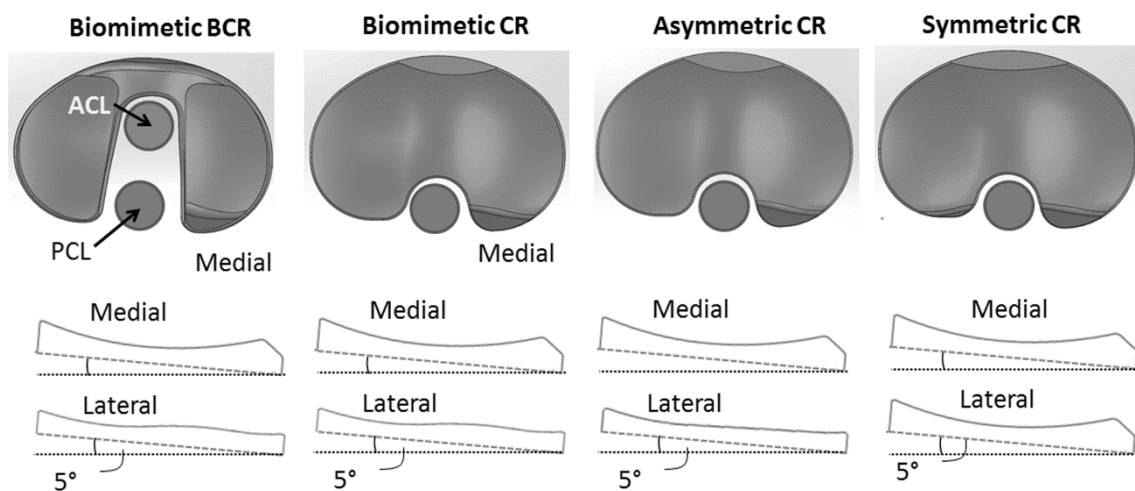 Biomimetic BCR
Biomimetic CR
Asymmetric CR
Symmetric CR
ACL
PCL
Medial
Medial
Medial
Medial
Medial
Medial
Lateral
Lateral
Lateral
Lateral
5°
5°
5°
5°